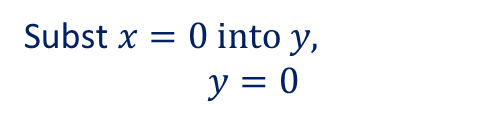 Subst x = 0 into y,
y = 0